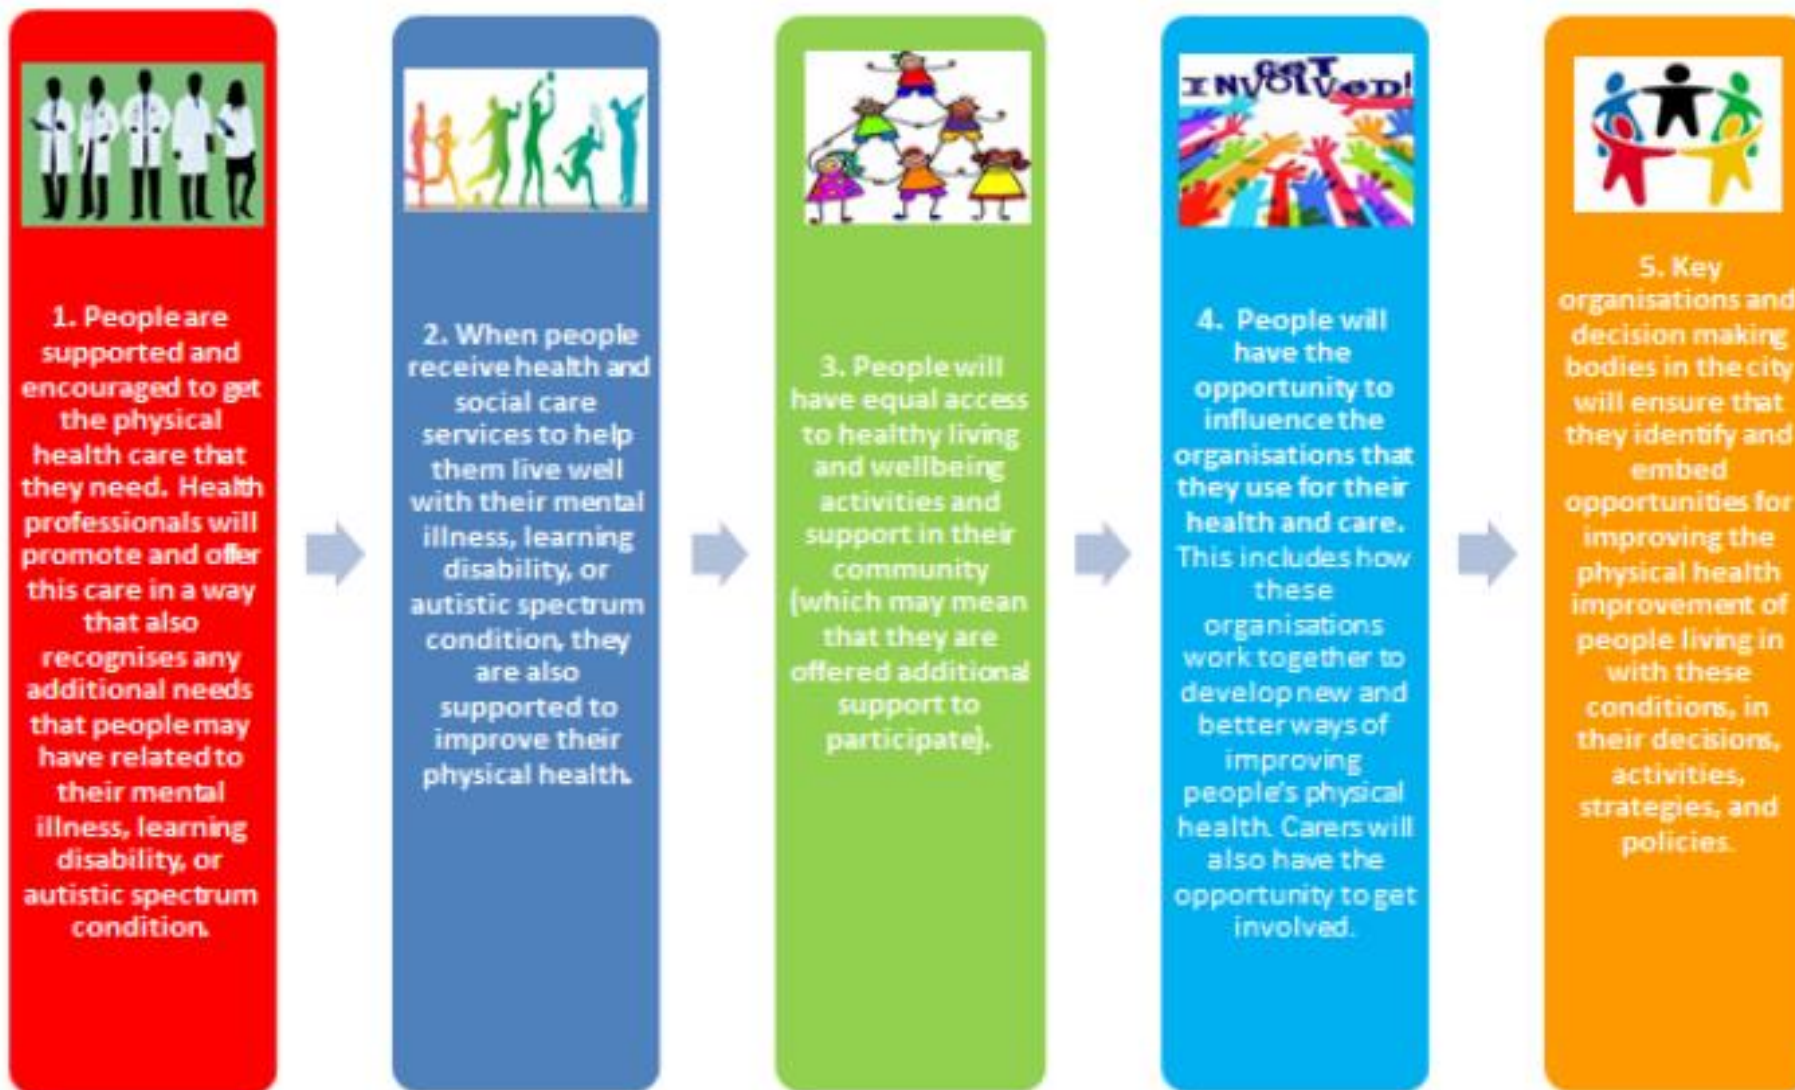 1. People are
supported and
encouraged to get
the physical
health care that
they need. Health
professionals will
promote and offer
this care in a way
that also
recognises any
additional needs
that people may
have related to
their mental
illness, learning
disability, or
autistic spectrum
condition.
2. When people
receive health and
social care
services to help
them live well
with their mental
illness, learning
disability, or
autistic spectrum
condition, they
are also
supported to
improve their
physical health.
3. People will
have equal access
to healthy living
and wellbeing
activities and
support in their
community
(which may mean
that they are
offered additional
support to
participate).
GET
INVOLVED!
4. People will
have the
opportunity to
influence the
organisations that
they use for their
health and care.
This includes how
these
organisations
work together to
develop new and
better ways of
improving
people's physical
health. Carers will
also have the
opportunity to get
involved.
5. Key
organisations and
decision making
bodies in the city
will ensure that
they identify and
embed
opportunities for
improving the
physical health
improvement of
people living in
with these
conditions, in
their decisions,
activities,
strategies, and
policies.